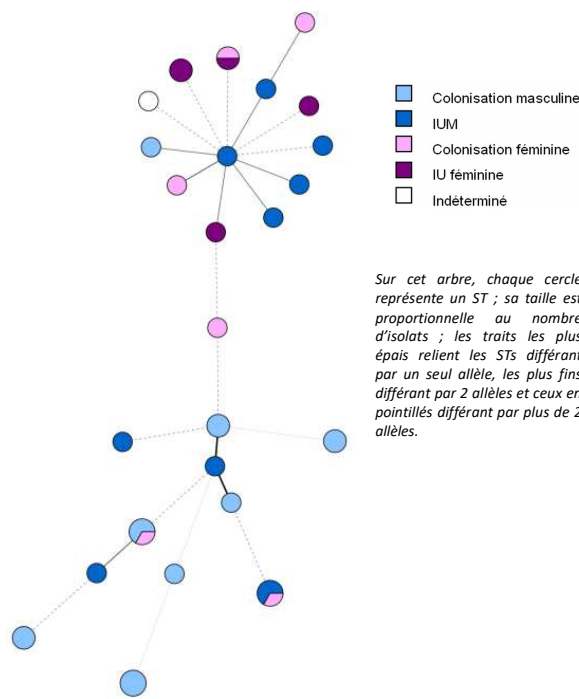 Colonisation masculine
IUM
Colonisation féminine
IU féminine
Indéterminé
Sur cet arbre, chaque cercle
représente un ST ; sa taille est
proportionnelle au nombre
d'isolats ; les traits les plus
épais relient les STs différant
par un seul allèle, les plus fins
différant par 2 allèles et ceux en
pointillés différant par plus de 2
allèles.